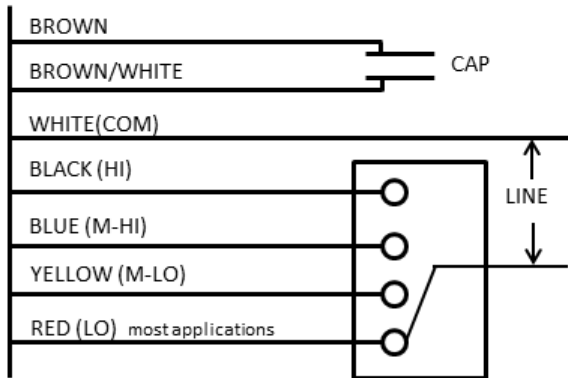 BROWN
CAP
BROWN/WHITE
WHITE(COM)
BLACK (HI)
LINE
BLUE (M-HI)
YELLOW (M-LO)
RED (LO) most applications